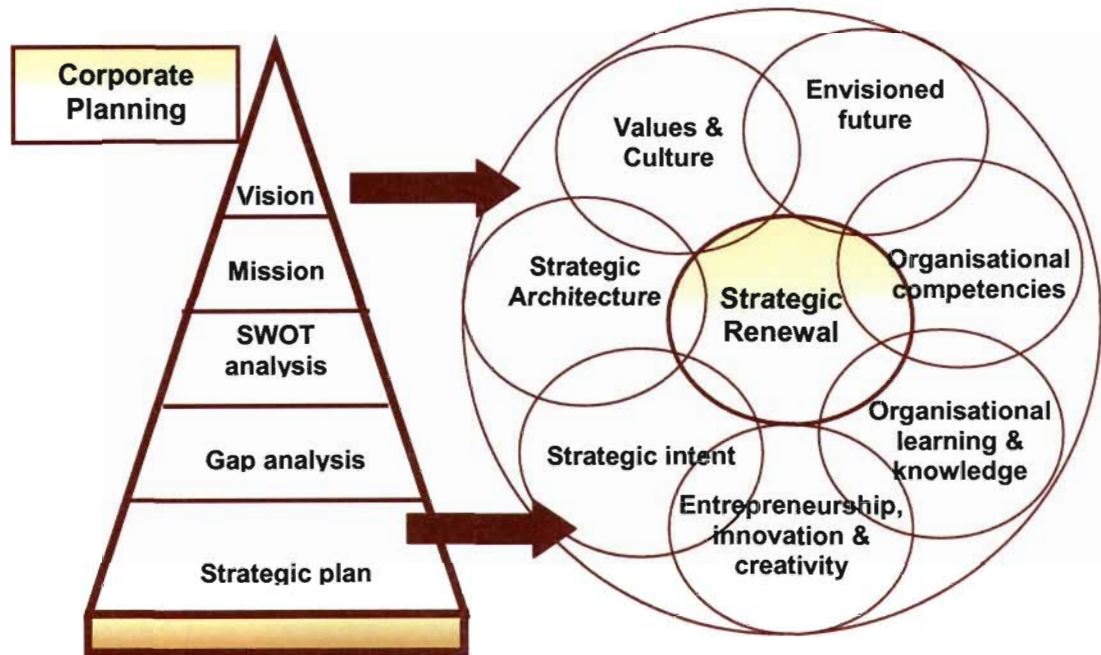 Corporate
Planning
Vision
Mission
SWOT
analysis
Gap analysis
Strategic plan
Values &
Culture
Envisioned
future
Strategic
Architecture
Strategic
Renewal
Organisational
competencies
Strategic intent
Organisational
learning &
knowledge
Entrepreneurship,
innovation &
creativity